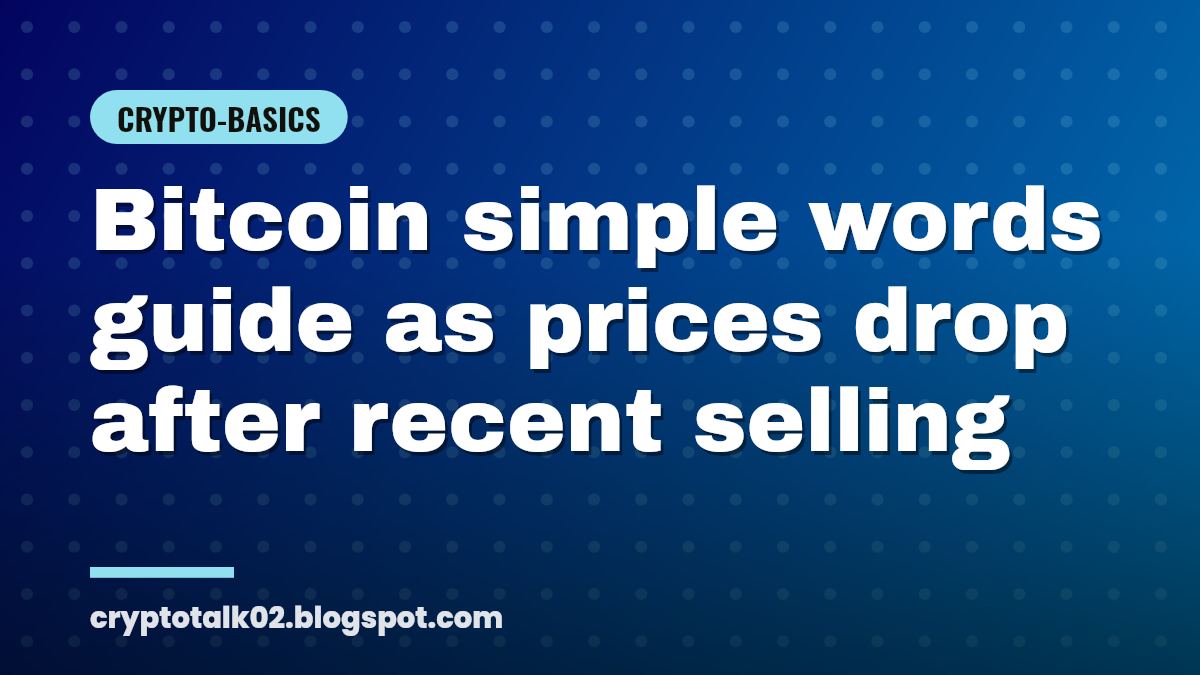 CRYPTO-BASICS
Bitcoin simple words
guide as prices drop
after recent selling
cryptotalk02.blogspot.com